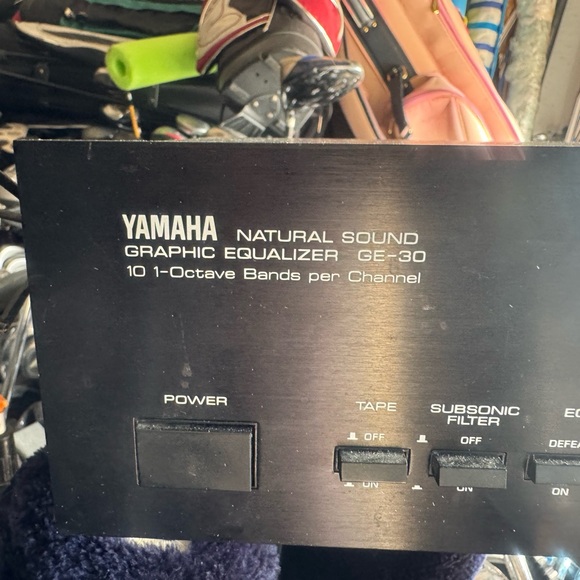 YAMAHA NATURAL SOUND
GRAPHIC EQUALIZER GE-30
10 1-Octave Bands per Channel
POWER
TAPE
OFF
ON
SUBSONIC
FILTER
OFF
ON
ON